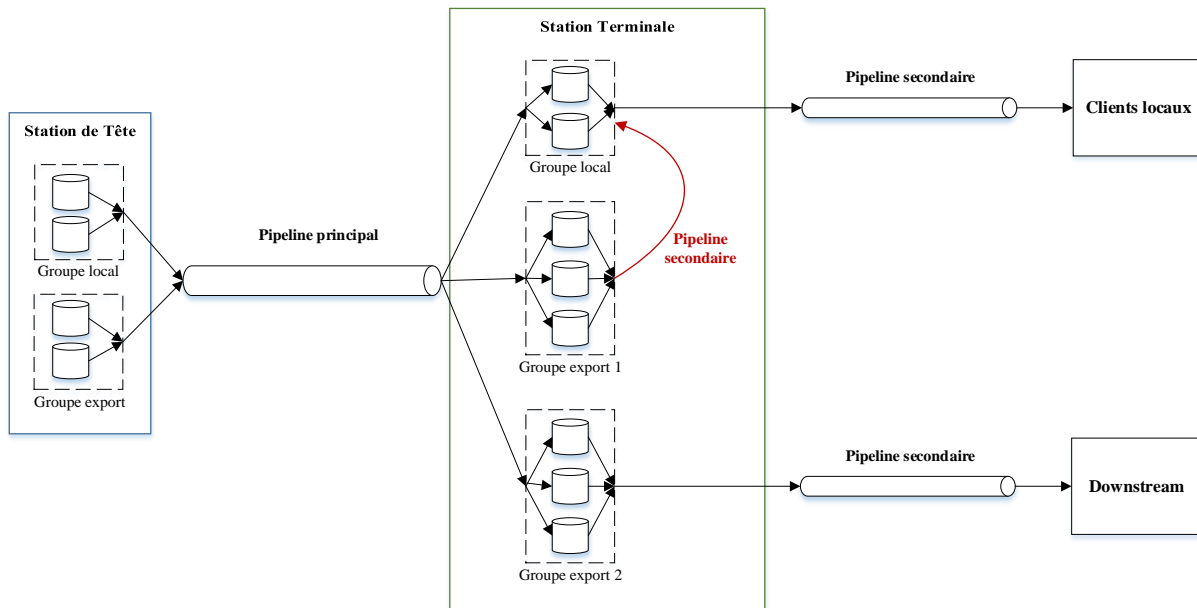 Station Terminale
Station de Tête
Groupe local
Groupe export
Pipeline principal
Groupe local
Pipeline
secondaire
Groupe export 1
Groupe export 2
Pipeline secondaire
Clients locaux
Pipeline secondaire
Downstream